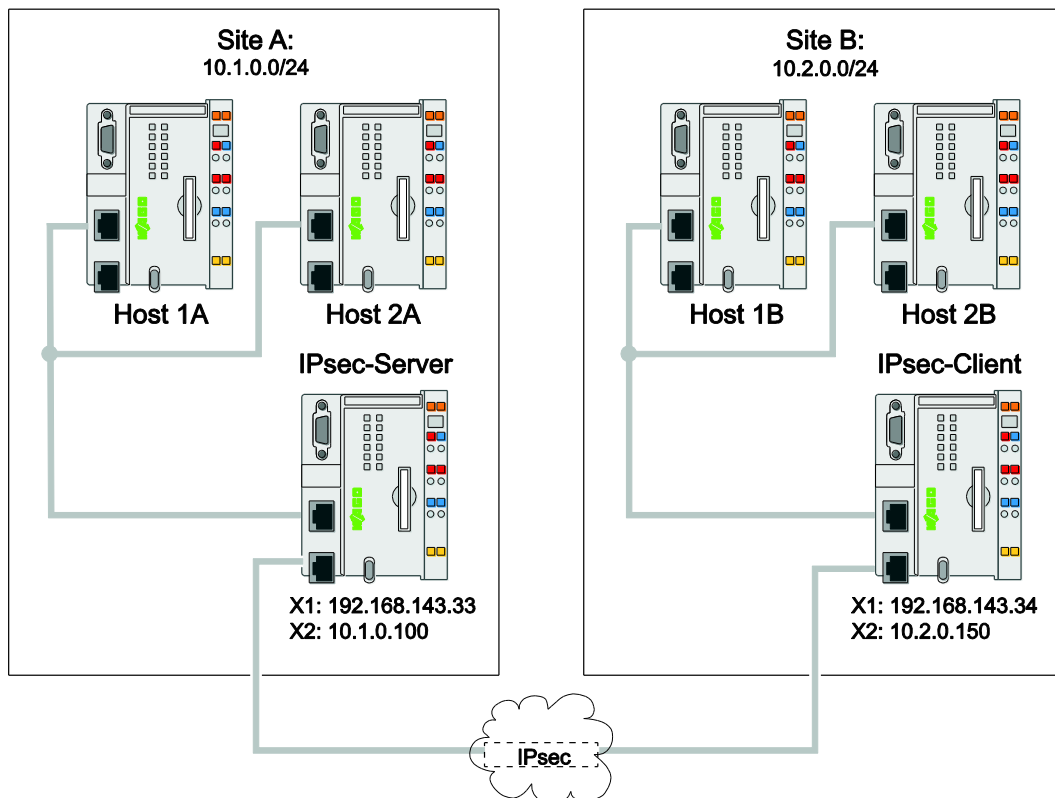 Site A:
10.1.0.0/24
Host 1A
Host 2A
IPsec-Server
X1: 192.168.143.33
X2: 10.1.0.100
Site B:
10.2.0.0/24
Host 1B
Host 2B
IPsec-Client
X1: 192.168.143.34
X2: 10.2.0.150
IPsec